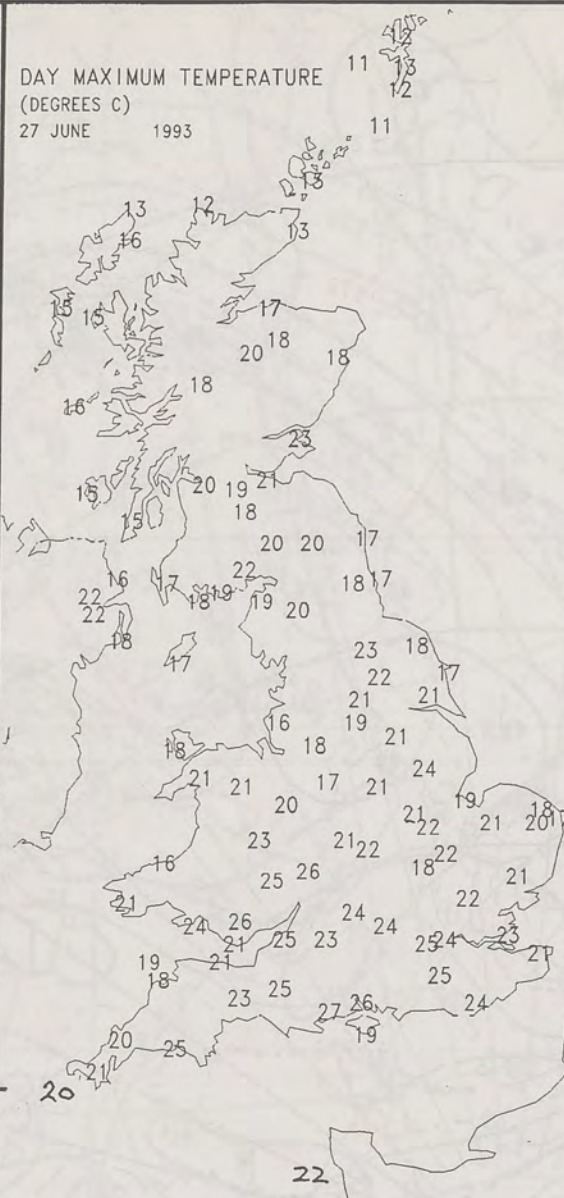 DAY MAXIMUM TEMPERATURE
(DEGREES C)
27 JUNE 1993
12
11 13
12
11
13
13 12
16 13
15 15 17
18
20 18
18
16
23
20 19 21
15 18
15
20 20 17
16 17 22 18 17
22 18 19 19 20
22
18 23 18
17 22 17
21 21
16 19 21
18 18
21 21 17 21 24
20 19 18
21 21 20
22
23 21 22 22
16 25 26 18 21
21 22
24 26 24 24
21 25 23 25 24 23
19 21 21
18 25 25
23 27 26 24
19
20 25
21
20
22